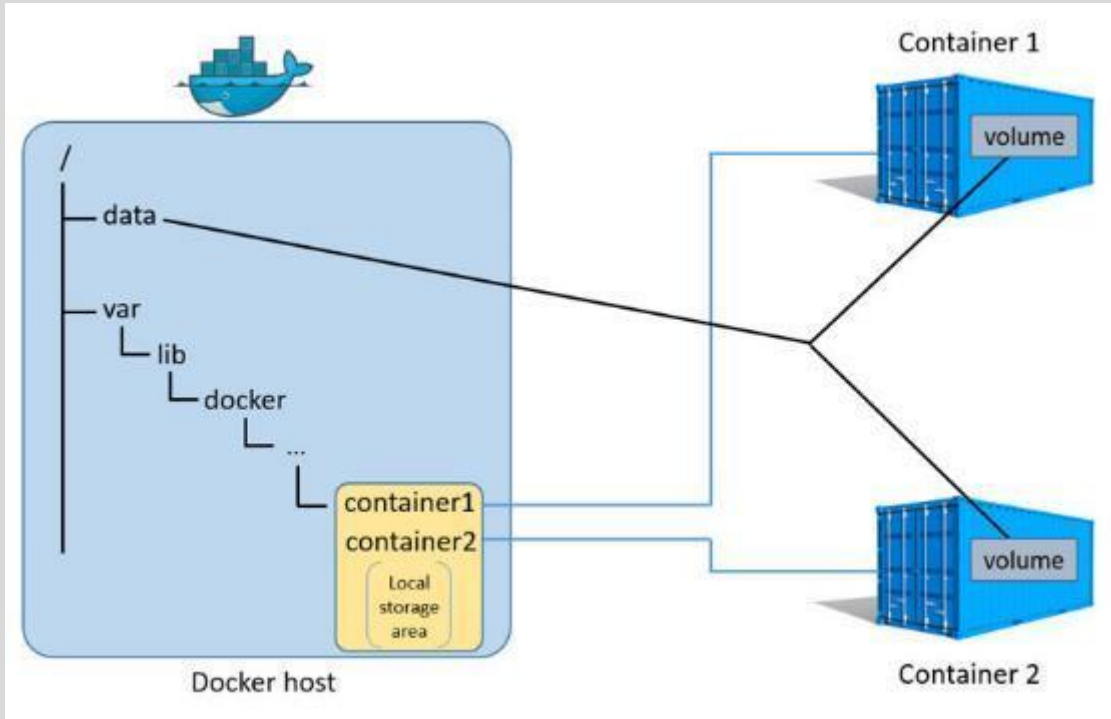 Container 1
volume
/
data
var
lib
docker
...
container1
container2
Local
storage
area
volume
Docker host
Container 2